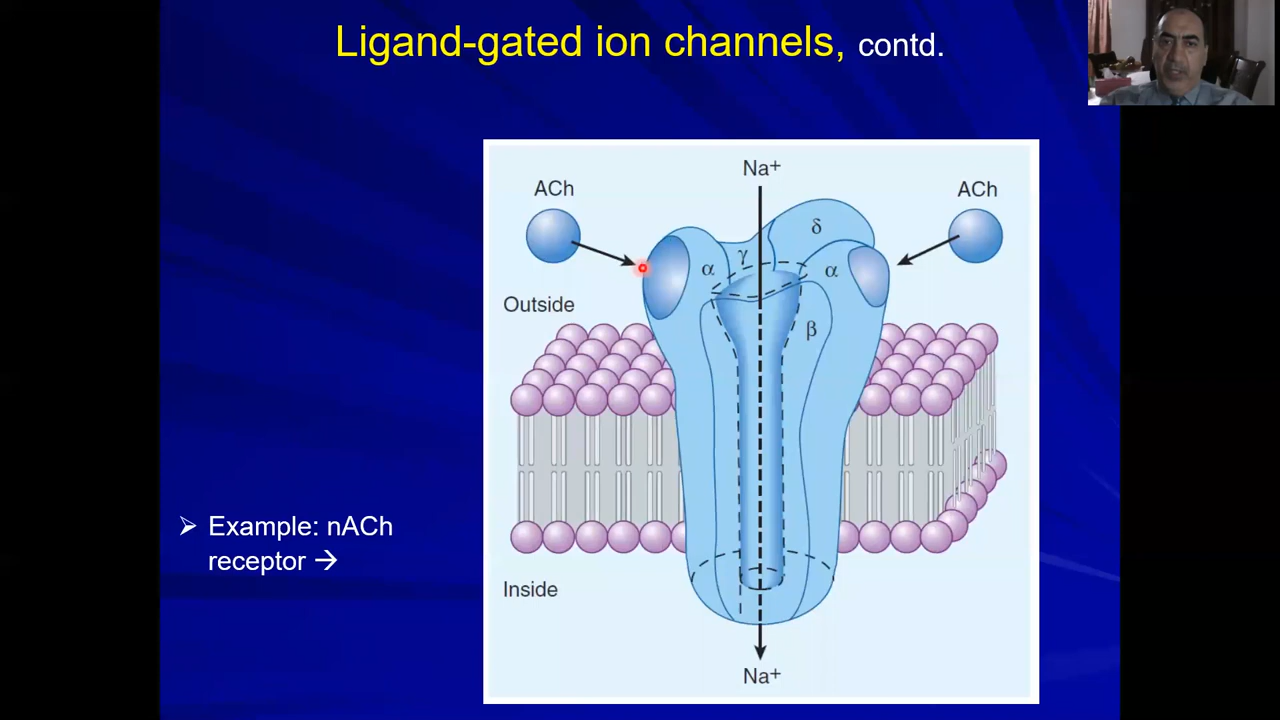 Ligand-gated ion channels, contd.
Na+
ACh
ACh
δ
γ
α
α
Outside
β
➢ Example: nACh
receptor →
Inside
Na+